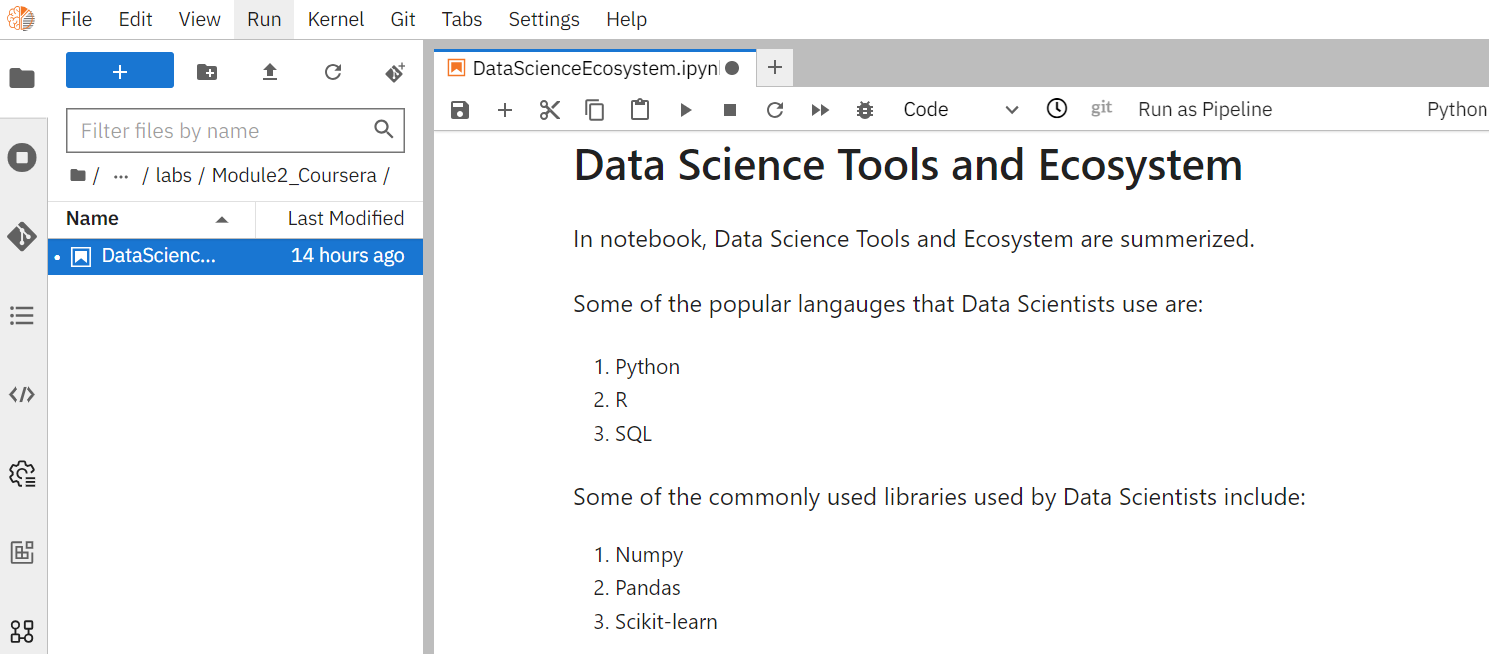 File Edit View Run Kernel Git Tabs Settings Help
DataScienceEcosystem.ipyn
Code git Run as Pipeline Python
Filter files by name
/ ... / labs / Module2_Coursera /
Name Last Modified
DataScienc... 14 hours ago
Data Science Tools and Ecosystem
In notebook, Data Science Tools and Ecosystem are summerized.
Some of the popular langauges that Data Scientists use are:
1. Python
2. R
3. SQL
Some of the commonly used libraries used by Data Scientists include:
1. Numpy
2. Pandas
3. Scikit-learn